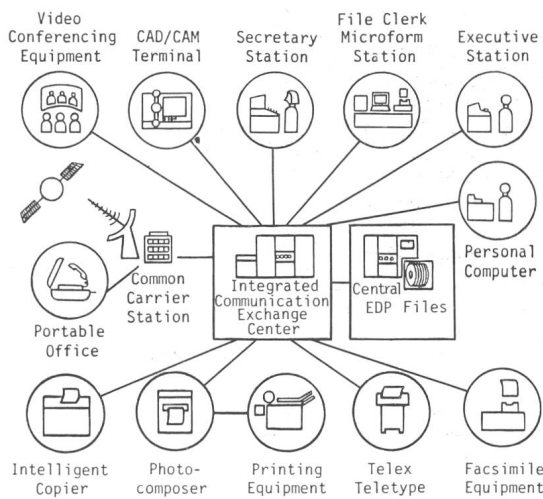 Video
Conferencing
Equipment
CAD/CAM
Terminal
Secretary
Station
File Clerk
Microform
Station
Executive
Station
Personal
Computer
Common
Carrier
Station
Portable
Office
Integrated
Communication
Exchange
Center
Central
EDP Files
Intelligent
Copier
Photo-
composer
Printing
Equipment
Telex
Teletype
Facsimile
Equipment